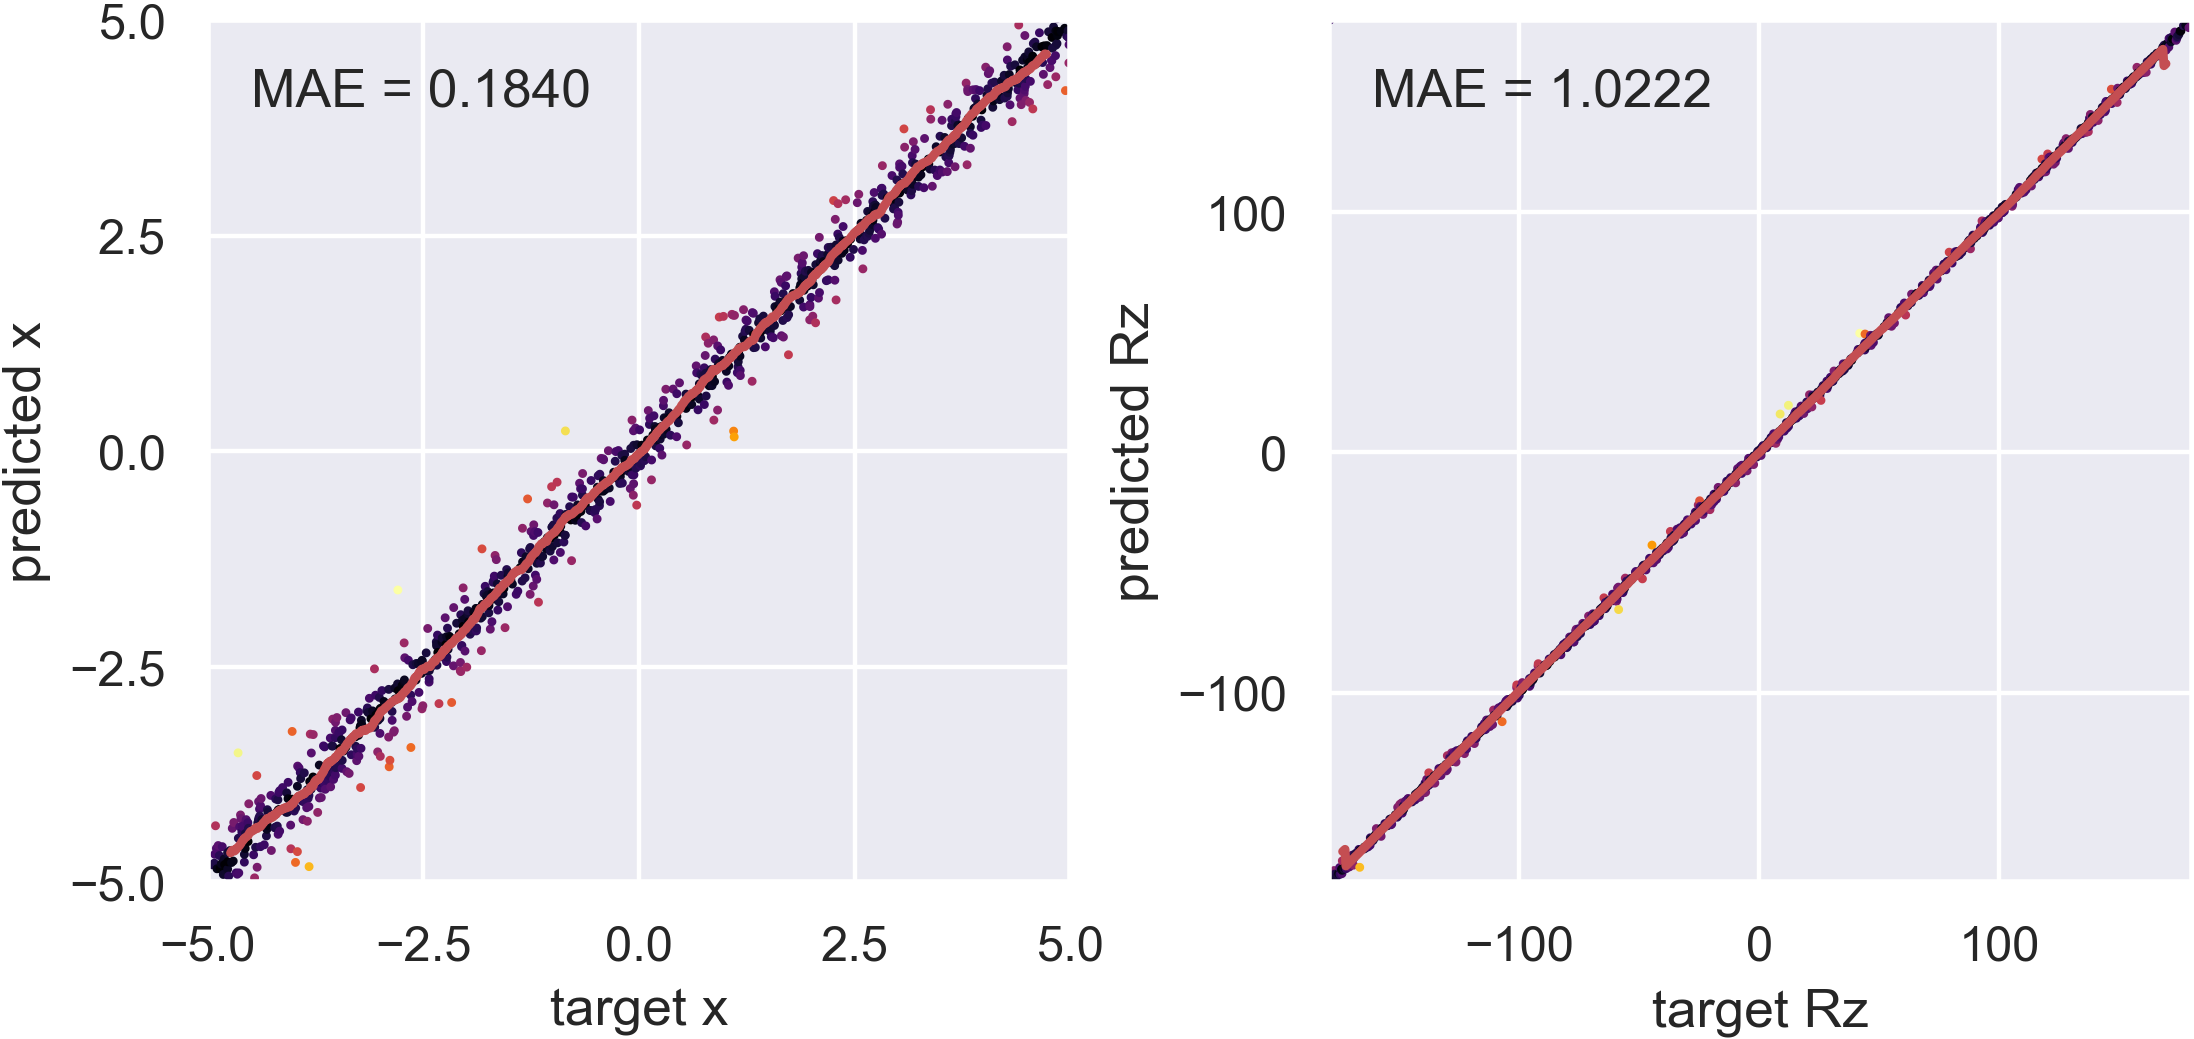 MAE = 0.1840
5.0
2.5
0.0
−2.5
−5.0
predicted x
−5.0
−2.5
0.0
2.5
5.0
target x
MAE = 1.0222
100
0
−100
predicted Rz
−100
0
100
target Rz